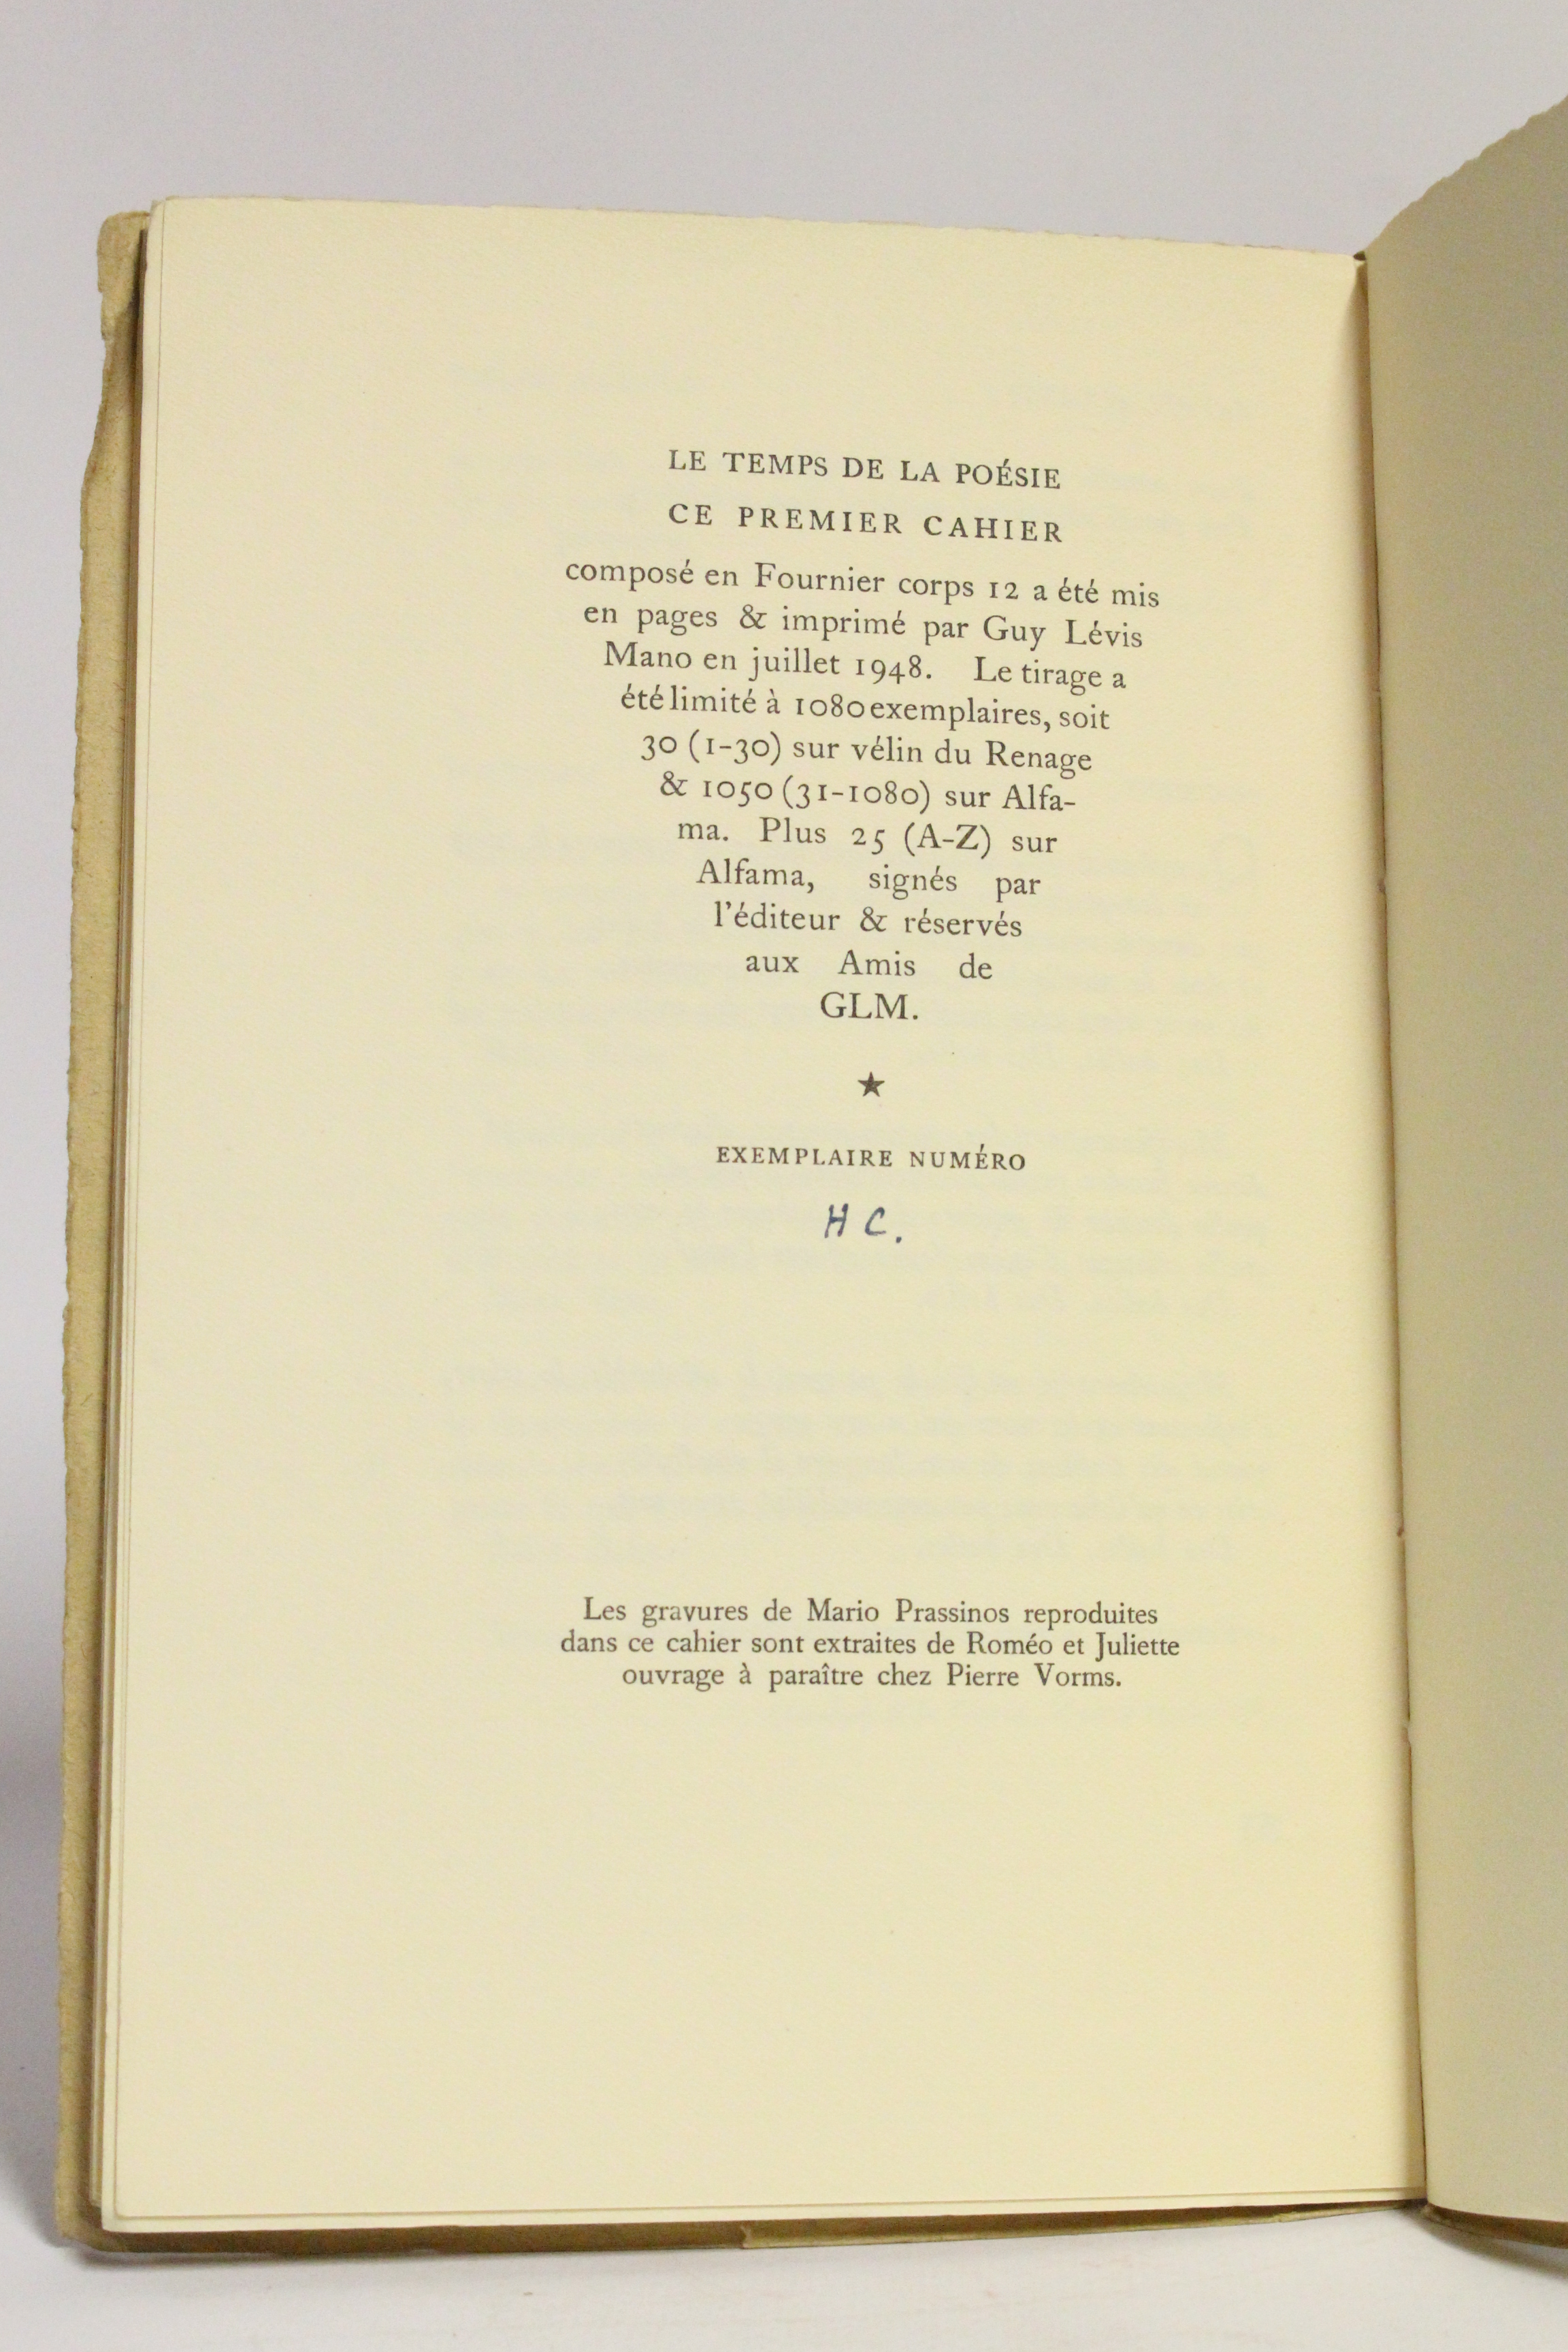 LE TEMPS DE LA POÉSIE
CE PREMIER CAHIER
composé en Fournier corps 12 a été mis
en pages & imprimé par Guy Lévis
Mano en juillet 1948. Le tirage a
été limité à 1080 exemplaires, soit
30 (1-30) sur vélin du Renage
& 1050 (31-1080) sur Alfa-
ma. Plus 25 (A-Z) sur
Alfama, signés par
l'éditeur & réservés
aux Amis de
GLM.
★
EXEMPLAIRE NUMÉRO
H C.
Les gravures de Mario Prassinos reproduites
dans ce cahier sont extraites de Roméo et Juliette
ouvrage à paraître chez Pierre Vorms.